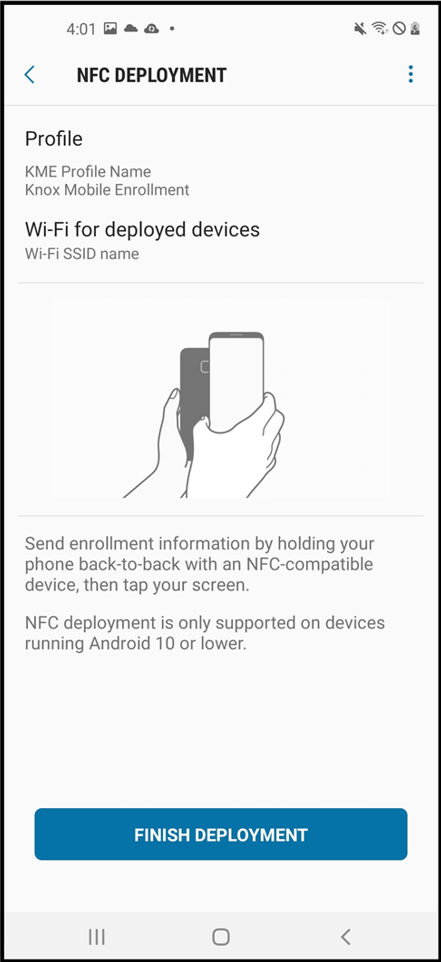 4:01
NFC DEPLOYMENT
Profile
KME Profile Name
Knox Mobile Enrollment
Wi-Fi for deployed devices
Wi-Fi SSID name
Send enrollment information by holding your
phone back-to-back with an NFC-compatible
device, then tap your screen.
NFC deployment is only supported on devices
running Android 10 or lower.
FINISH DEPLOYMENT